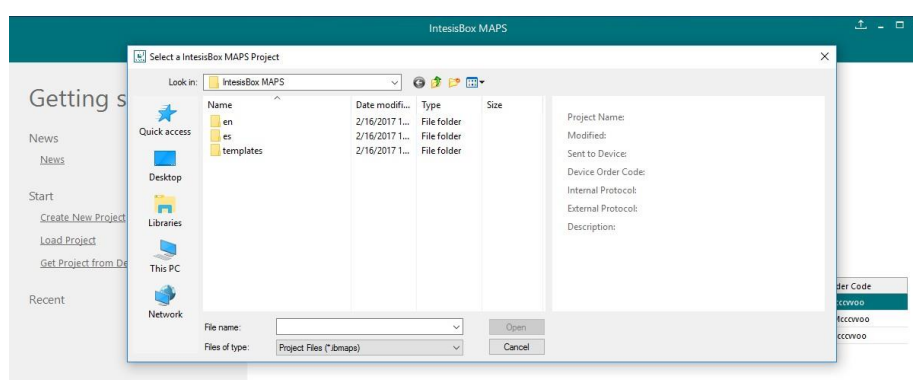 IntesisBox MAPS
Select a IntesisBox MAPS Project
Look in: IntesisBox MAPS
Getting s
News
News
Start
Create New Project
Load Project
Get Project from De
Recent
Quick access
Desktop
Libraries
This PC
Network
Name Date modifi... Type Size
en 2/16/2017 1... File folder
es 2/16/2017 1... File folder
templates 2/16/2017 1... File folder
File name: Open
Files of type: Project Files (*.ibmaps) Cancel
Project Name:
Modified:
Sent to Device:
Device Order Code:
Internal Protocol:
External Protocol:
Description:
der Code